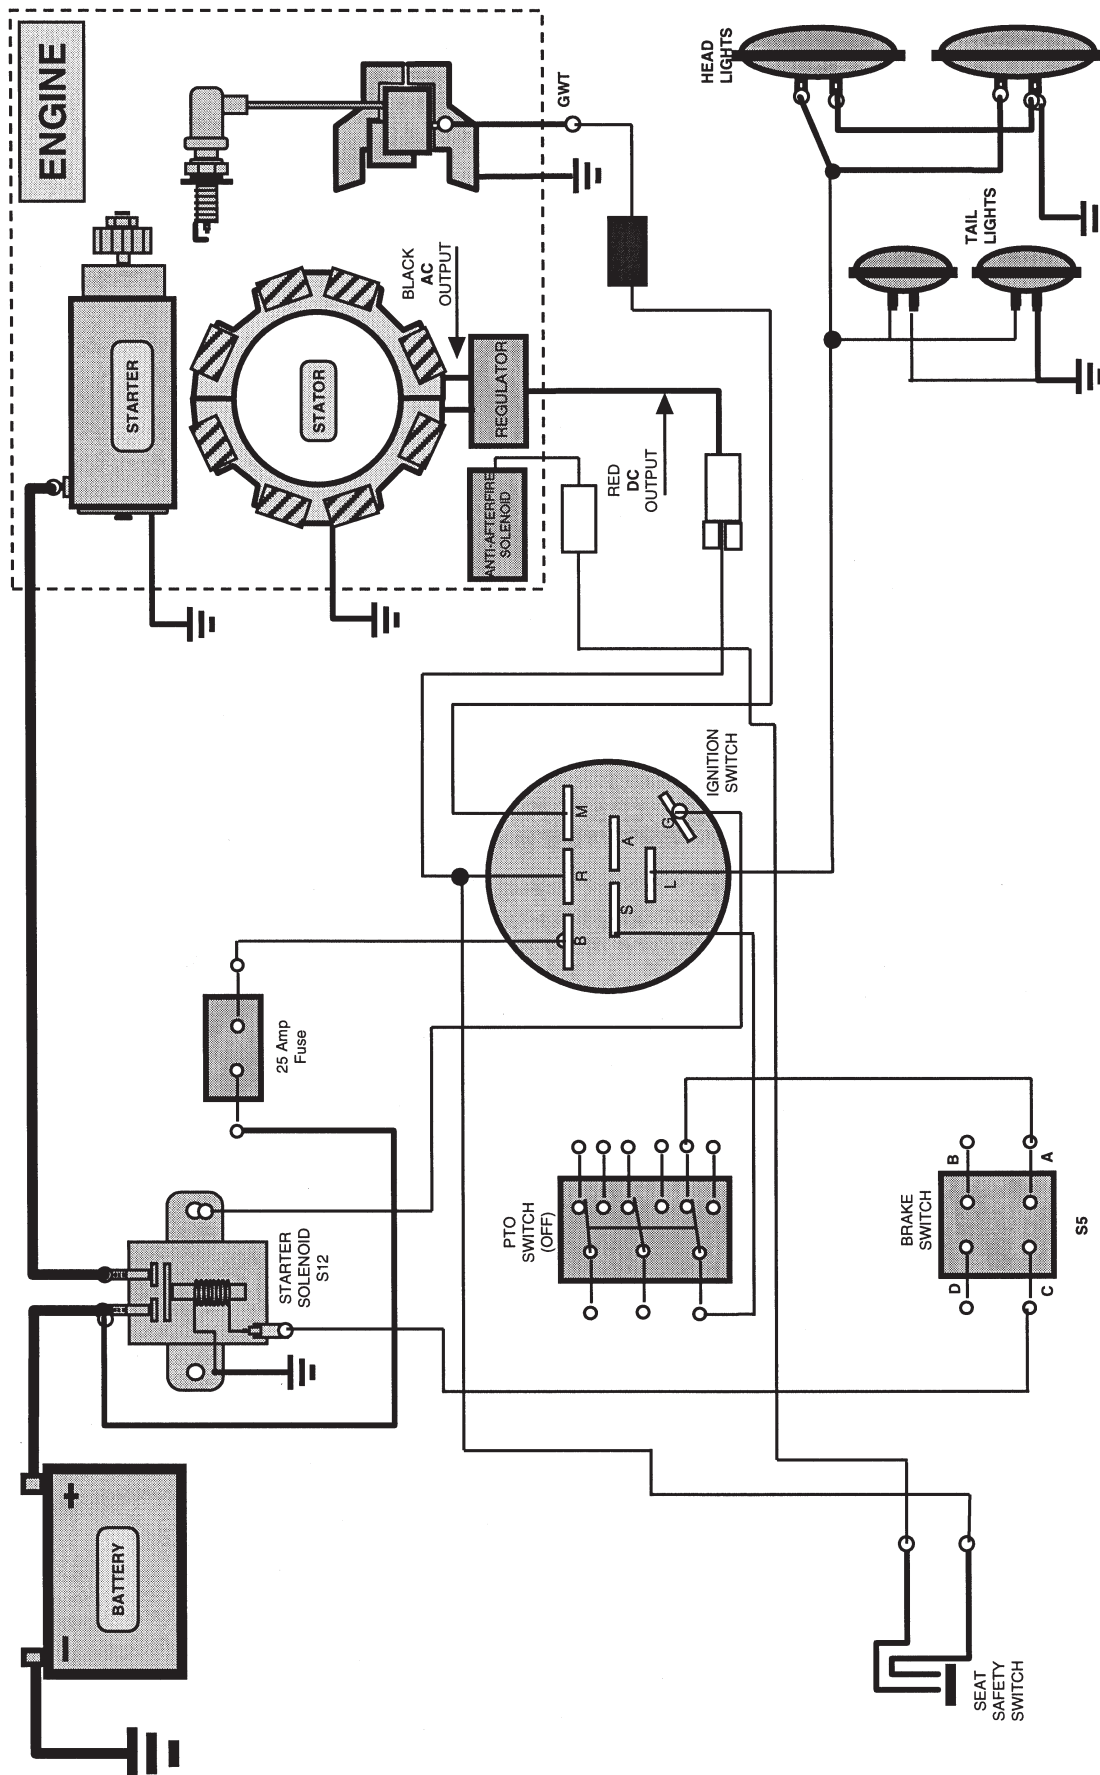 ENGINE
STARTER
STATOR
BLACK
AC
OUTPUT
REGULATOR
ANTI-AFTERFIRE
SOLENOID
GWT
RED
DC
OUTPUT
HEAD
LIGHTS
TAIL
LIGHTS
IGNITION
SWITCH
M
R
B
A
S
L
G
25 Amp
Fuse
STARTER
SOLENOID
S12
BATTERY
+
–
PTO
SWITCH
(OFF)
BRAKE
SWITCH
B
A
D
C
S5
SEAT
SAFETY
SWITCH